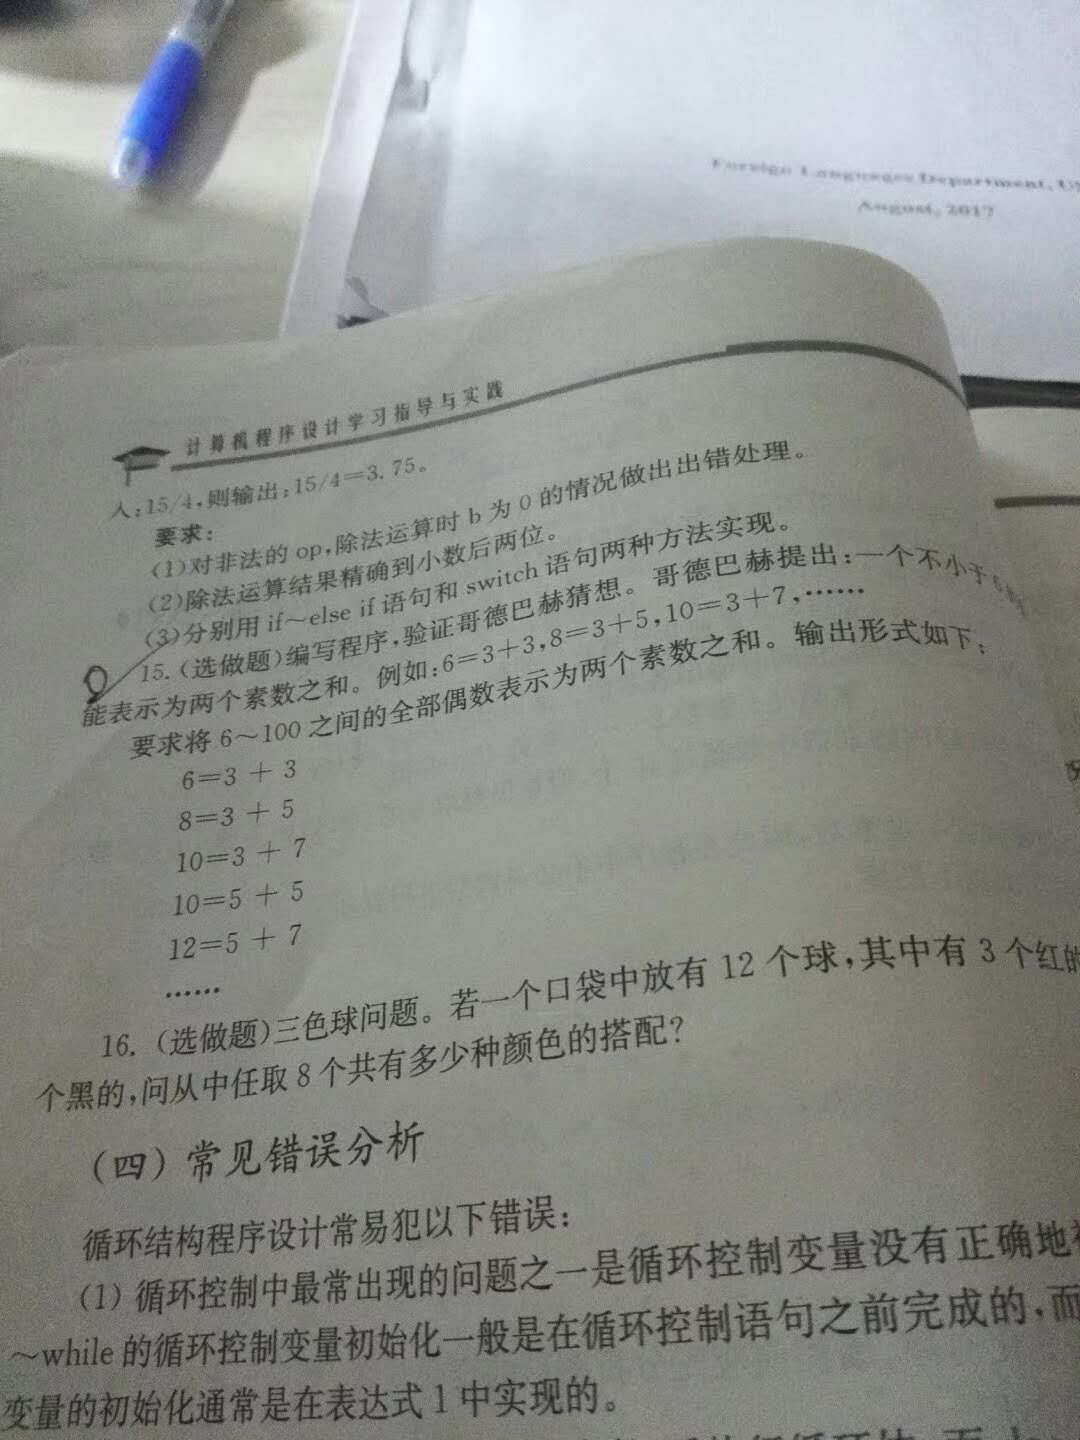 Foreign Languages Department, U
August, 2017
计算机程序设计学习指导与实践
入:15/4,则输出:15/4=3.75。
要求:
(1)对非法的 op,除法运算时 b 为 0 的情况做出出错处理。
(2)除法运算结果精确到小数后两位。
(3)分别用 if～else if 语句和 switch 语句两种方法实现。
15.(选做题)编写程序,验证哥德巴赫猜想。哥德巴赫提出:一个不小于 6
能表示为两个素数之和。例如:6=3+3,8=3+5,10=3+7,……
要求将 6～100 之间的全部偶数表示为两个素数之和。输出形式如下:
6=3 + 3
8=3 + 5
10=3 + 7
10=5 + 5
12=5 + 7
……
16. (选做题)三色球问题。若一个口袋中放有 12 个球,其中有 3 个红的
个黑的,问从中任取 8 个共有多少种颜色的搭配?
(四) 常见错误分析
循环结构程序设计常易犯以下错误:
(1) 循环控制中最常出现的问题之一是循环控制变量没有正确地
～while 的循环控制变量初始化一般是在循环控制语句之前完成的,而
变量的初始化通常是在表达式 1 中实现的。